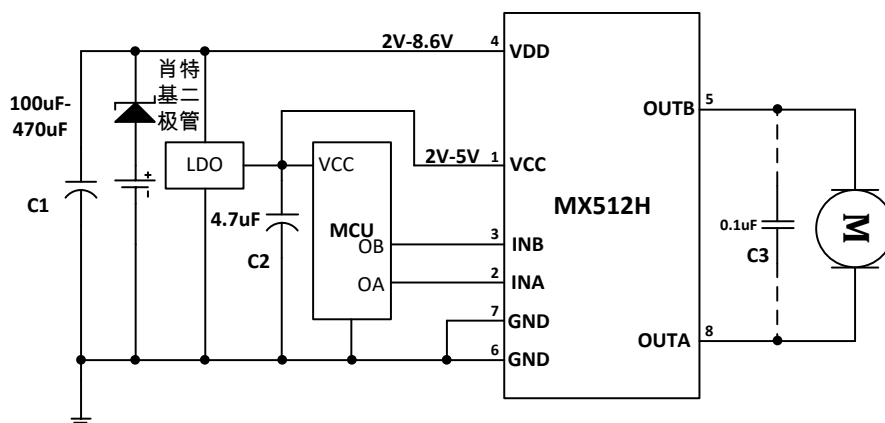 2V-8.6V
4
VDD
肖特
基二
极管
100uF-
470uF
OUTB
5
LDO
VCC
2V-5V
1
VCC
C1
4.7uF
C2
MCU
OB
OA
MX512H
3
INB
2
INA
7
GND
6
GND
0.1uF
C3
M
OUTA
8